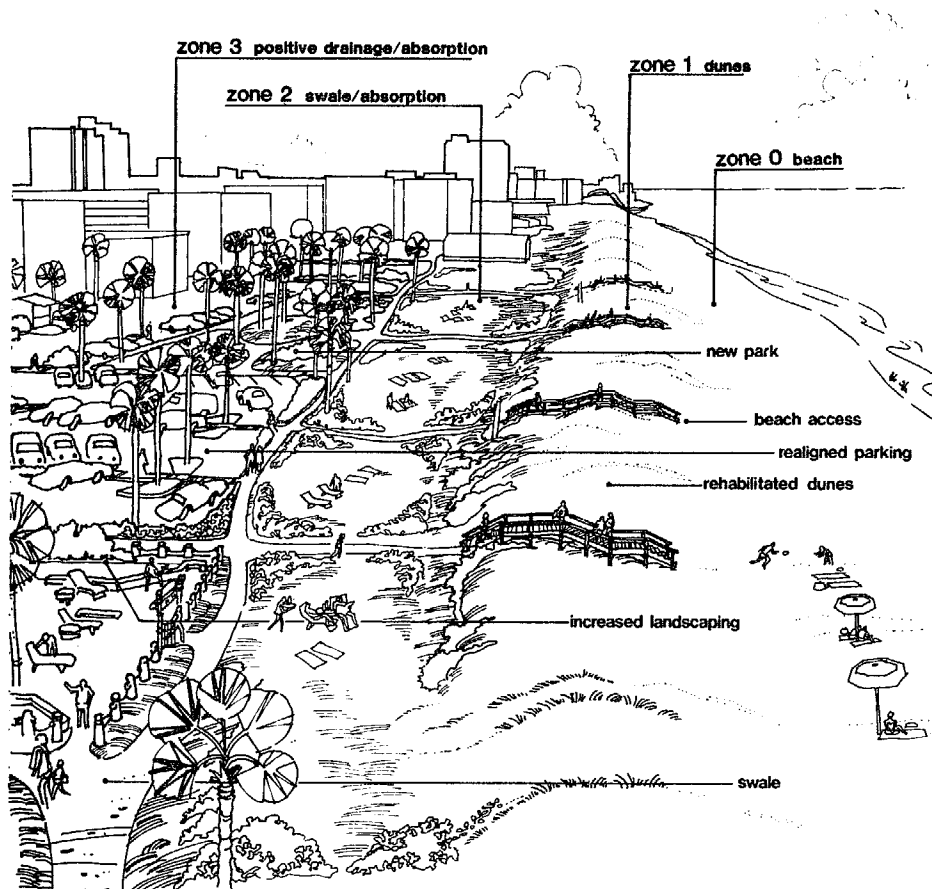 zone 3 positive drainage/absorption
zone 1 dunes
zone 2 swale/absorption
zone 0 beach
new park
beach access
realigned parking
rehabilitated dunes
increased landscaping
swale